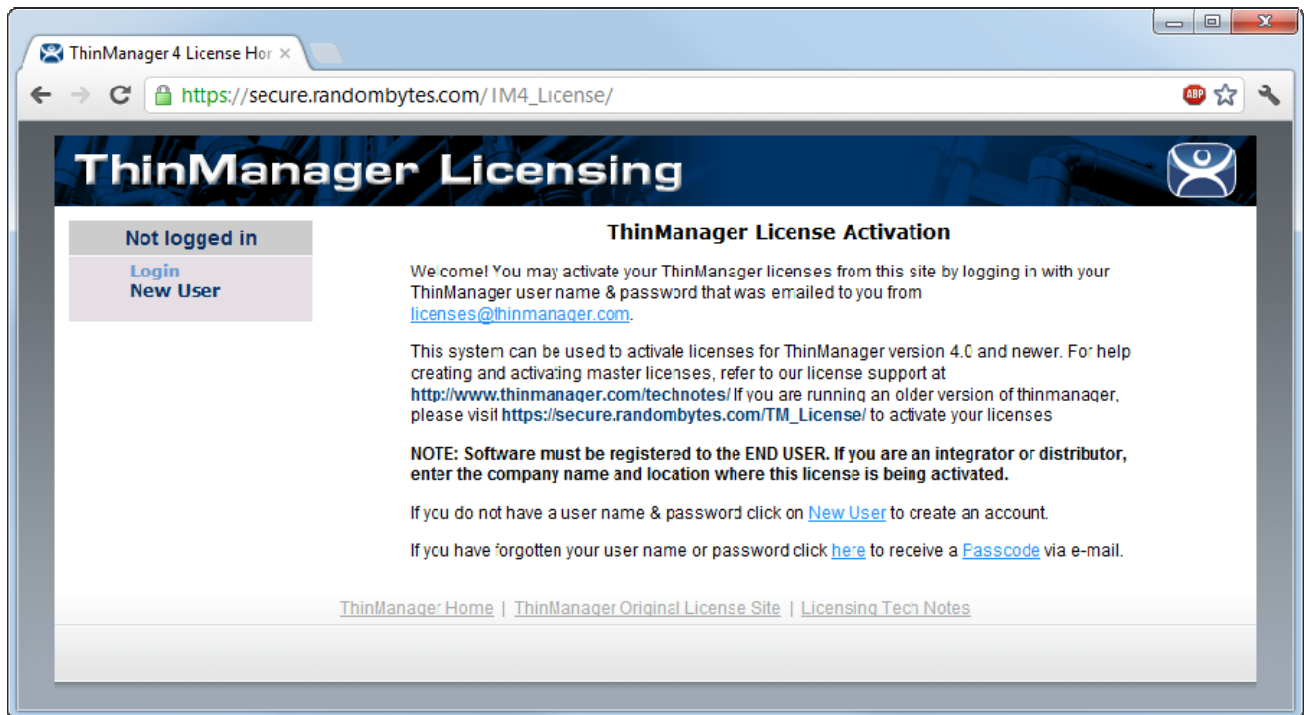 ThinManager 4 License Hor
https://secure.randombytes.com/TM4_License/
ABP
ThinManager Licensing
Not logged in
Login
New User
ThinManager License Activation
Welcome! You may activate your ThinManager licenses from this site by logging in with your
ThinManager user name & password that was emailed to you from
licenses@thinmanager.com.
This system can be used to activate licenses for ThinManager version 4.0 and newer. For help
creating and activating master licenses, refer to our license support at
http://www.thinmanager.com/technotes/ If you are running an older version of thinmanager,
please visit https://secure.randombytes.com/TM_License/ to activate your licenses
NOTE: Software must be registered to the END USER. If you are an integrator or distributor,
enter the company name and location where this license is being activated.
If you do not have a user name & password click on New User to create an account.
If you have forgotten your user name or password click here to receive a Passcode via e-mail.
ThinManager Home | ThinManager Original License Site | Licensing Tech Notes